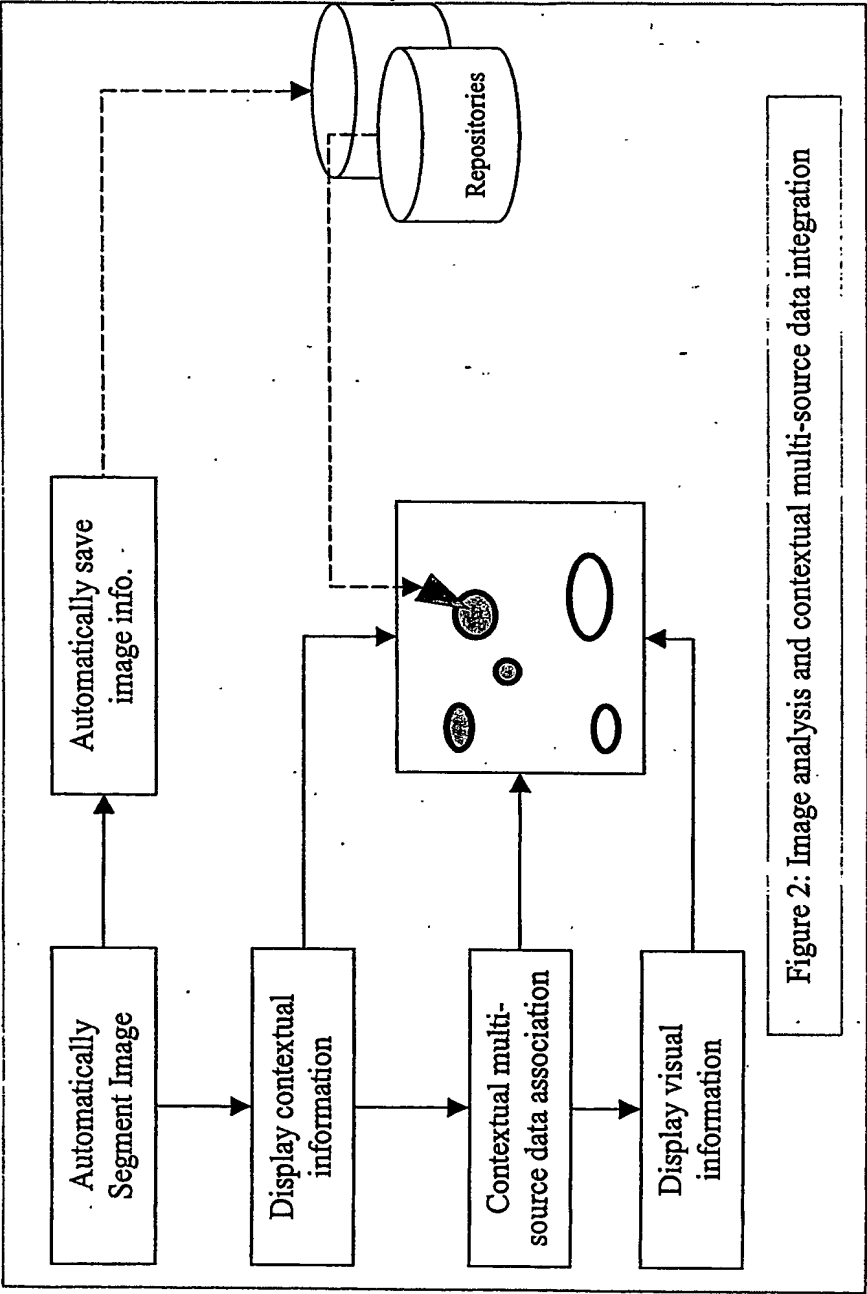 Automatically
Segment Image
Automatically save
image info.
Display contextual
information
Contextual multi-
source data association
Display visual
information
Repositories
Figure 2: Image analysis and contextual multi-source data integration